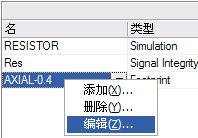 名 类型
RESISTOR Simulation
Res Signal Integrity
AXIAL-0.4 Footprint
添加(X)...
删除(Y)...
编辑(Z)...